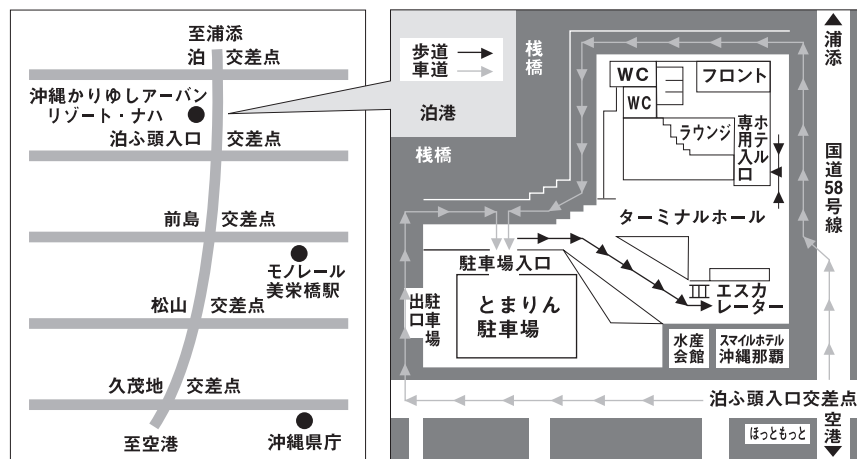 至浦添
泊 交差点
沖縄かりゆしアーバン
リゾート・ナハ
泊ふ頭入口 交差点
前島 交差点
モノレール
美栄橋駅
松山 交差点
久茂地 交差点
至空港
沖縄県庁
歩道
車道
泊港
桟橋
桟橋
WC
WC
フロント
ラウンジ
ホテル
専用入口
ターミナルホール
駐車場入口
とまりん
駐車場
駐車場
出口
エスカ
レーター
水産
会館
スマイルホテル
沖縄那覇
浦添
国道58号線
泊ふ頭入口交差点
空港
ほっともっと